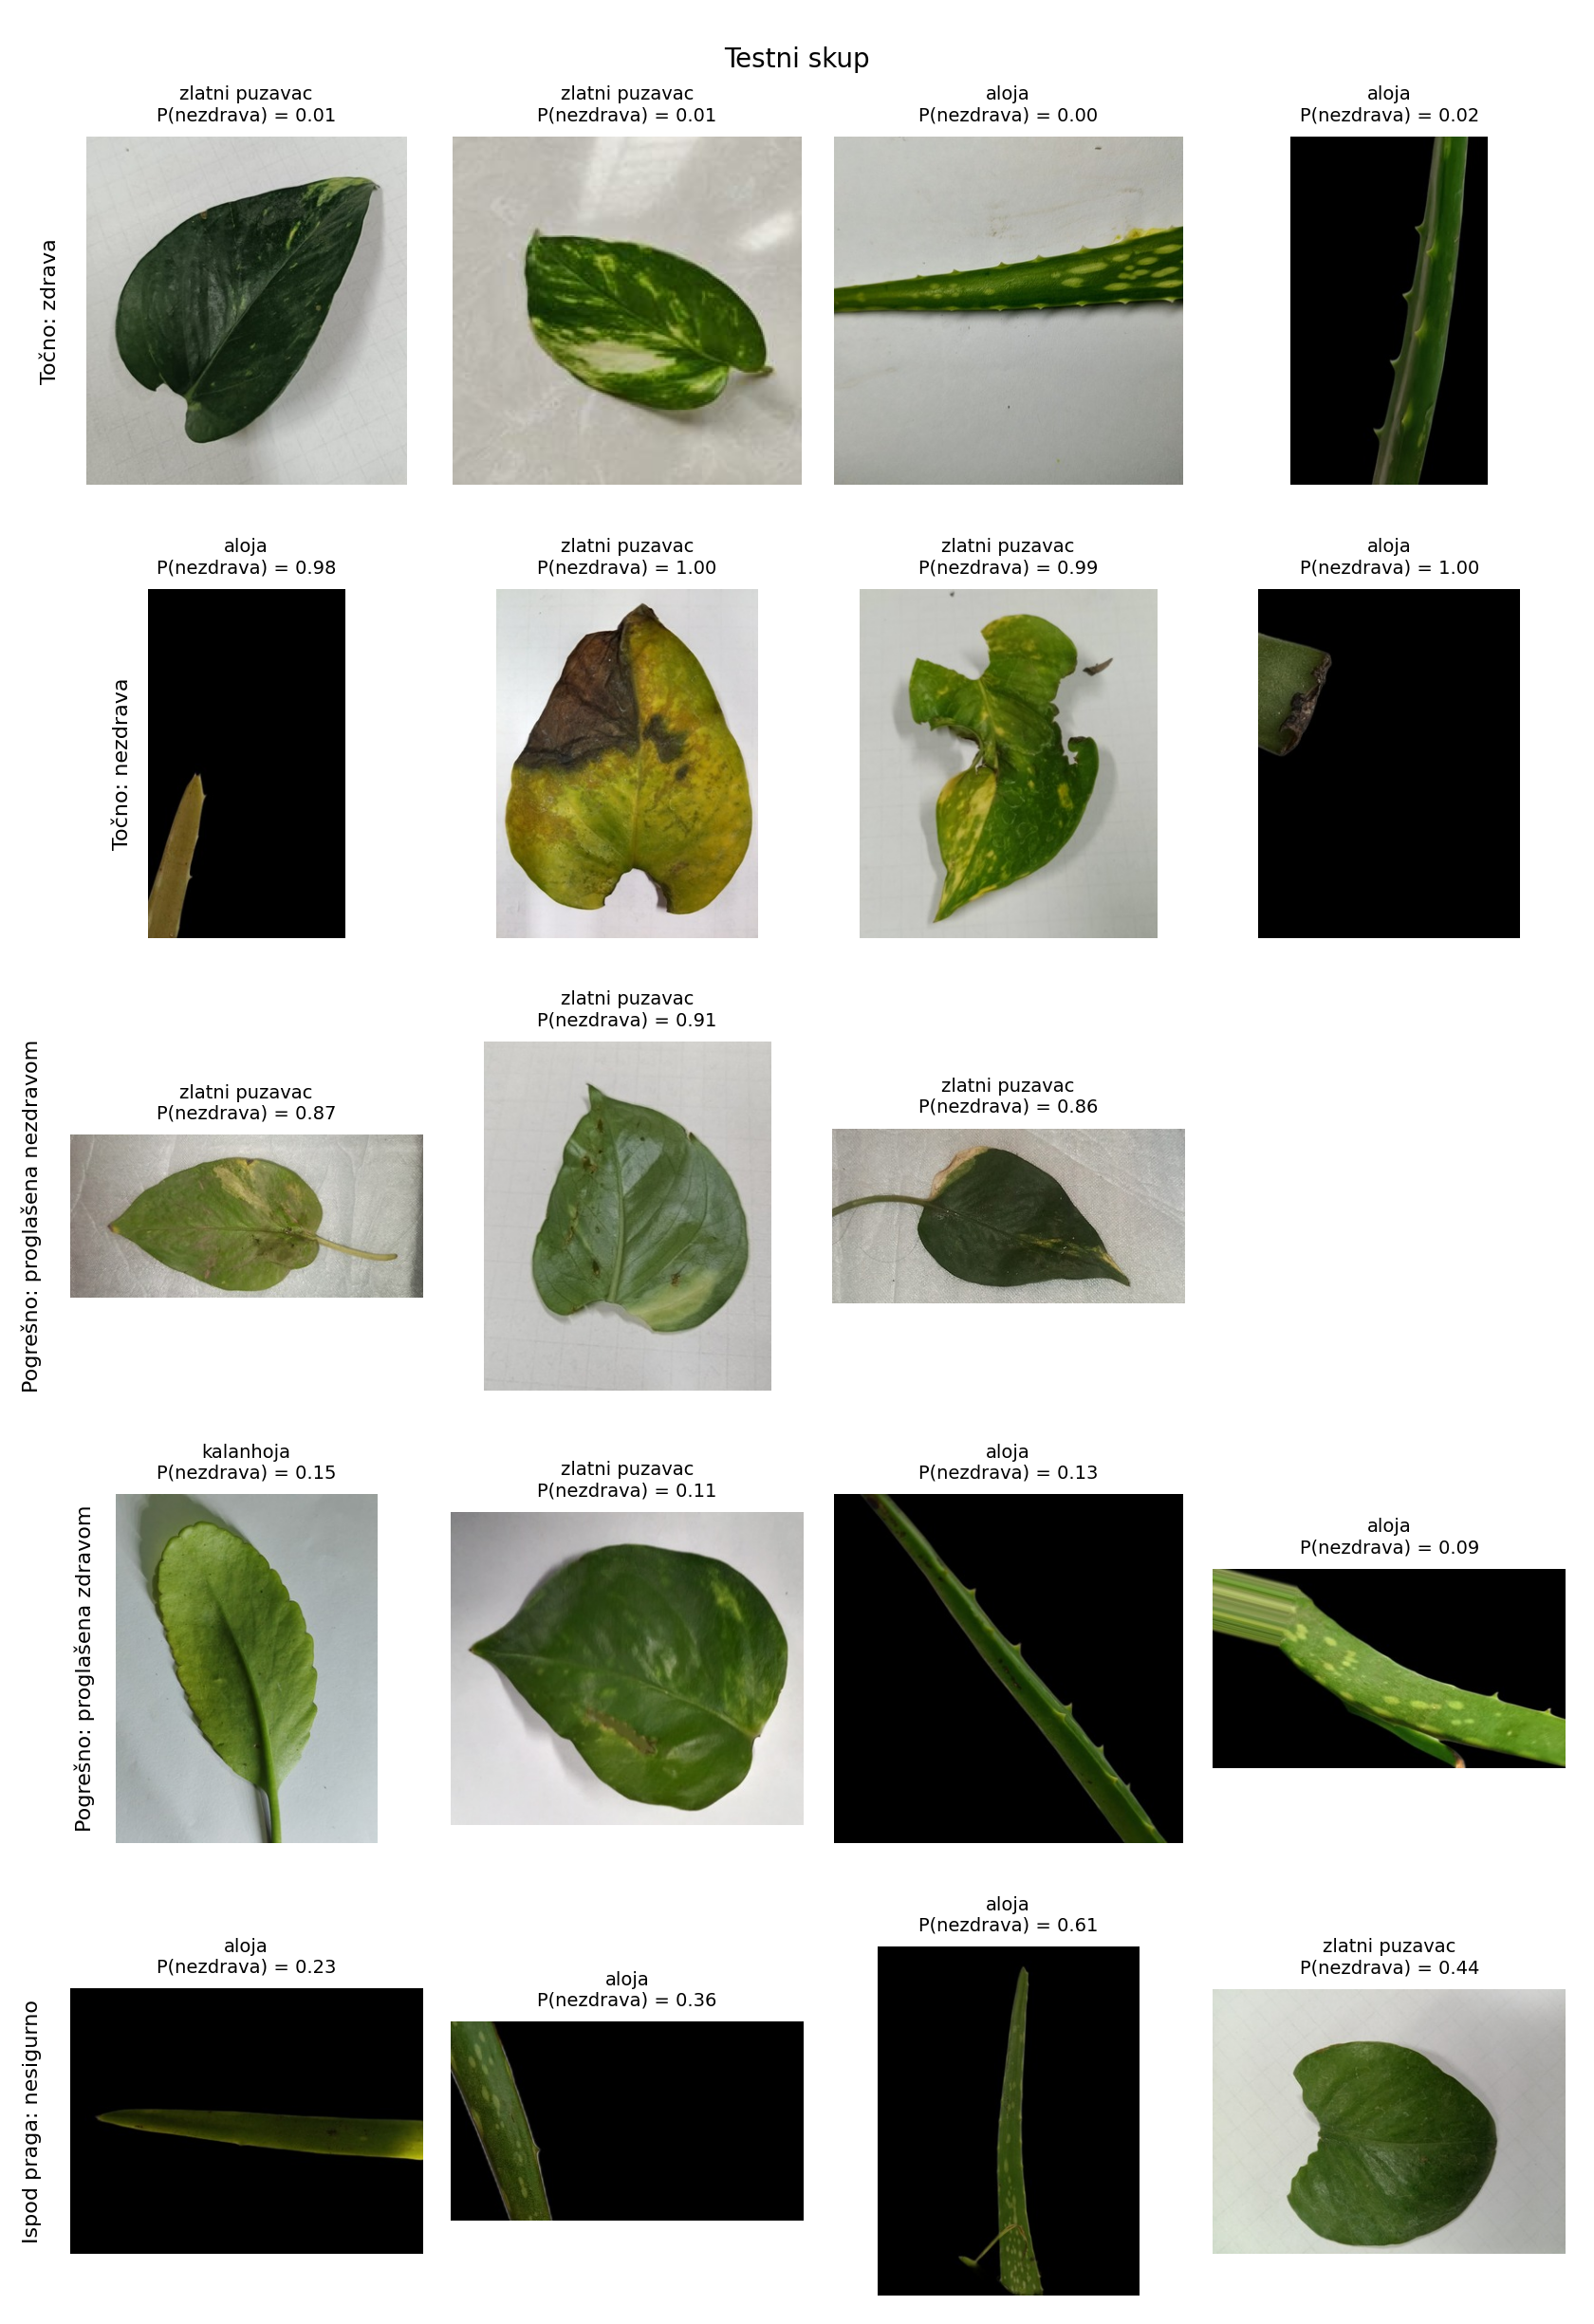 Testni skup
zlatni puzavac
P(nezdrava) = 0.01
zlatni puzavac
P(nezdrava) = 0.01
aloja
P(nezdrava) = 0.00
aloja
P(nezdrava) = 0.02
Točno: zdrava
aloja
P(nezdrava) = 0.98
zlatni puzavac
P(nezdrava) = 1.00
zlatni puzavac
P(nezdrava) = 0.99
aloja
P(nezdrava) = 1.00
Točno: nezdrava
zlatni puzavac
P(nezdrava) = 0.87
zlatni puzavac
P(nezdrava) = 0.91
zlatni puzavac
P(nezdrava) = 0.86
Pogrešno: proglašena nezdravom
kalanhoja
P(nezdrava) = 0.15
zlatni puzavac
P(nezdrava) = 0.11
aloja
P(nezdrava) = 0.13
aloja
P(nezdrava) = 0.09
Pogrešno: proglašena zdravom
aloja
P(nezdrava) = 0.23
aloja
P(nezdrava) = 0.36
aloja
P(nezdrava) = 0.61
zlatni puzavac
P(nezdrava) = 0.44
Ispod praga: nesigurno